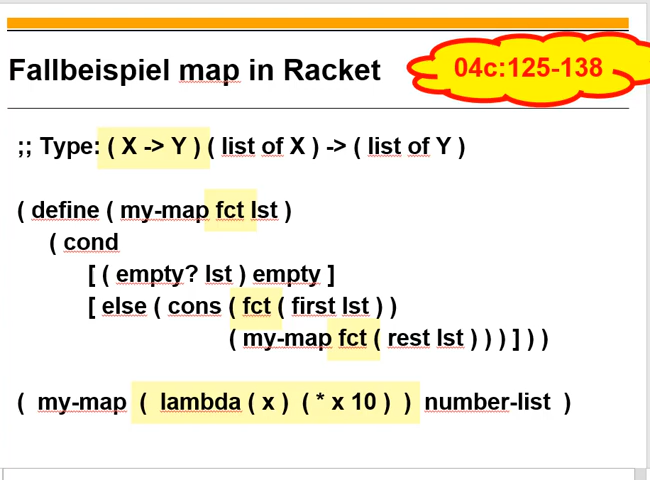 Fallbeispiel map in Racket
04c:125-138
;; Type: ( X -> Y ) ( list of X ) -> ( list of Y )
( define ( my-map fct lst )
( cond
[ ( empty? lst ) empty ]
[ else ( cons ( fct ( first lst ) )
( my-map fct ( rest lst ) ) ) ] ) )
( my-map ( lambda ( x ) ( * x 10 ) ) number-list )